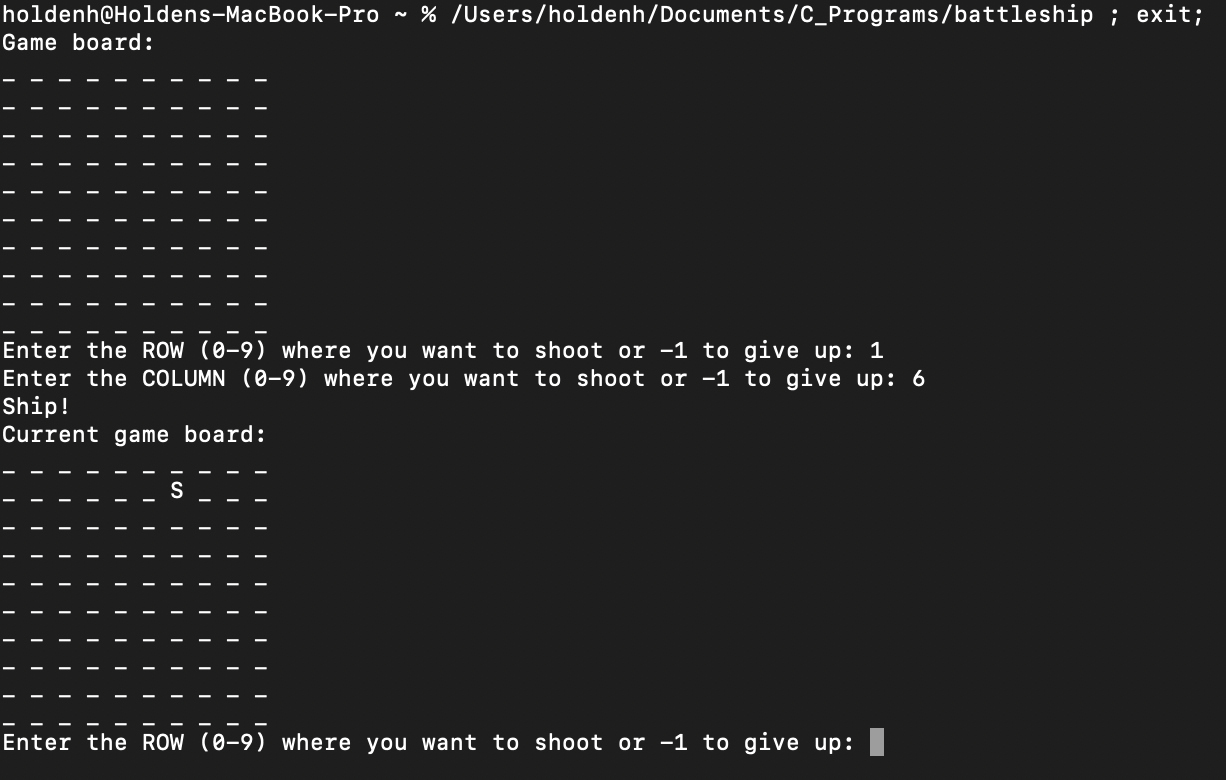 holdenh@Holdens-MacBook-Pro ~ % /Users/holdenh/Documents/C_Programs/battleship ; exit;
Game board:
_ _ _ _ _ _ _ _ _ _
_ _ _ _ _ _ _ _ _ _
_ _ _ _ _ _ _ _ _ _
_ _ _ _ _ _ _ _ _ _
_ _ _ _ _ _ _ _ _ _
_ _ _ _ _ _ _ _ _ _
_ _ _ _ _ _ _ _ _ _
_ _ _ _ _ _ _ _ _ _
_ _ _ _ _ _ _ _ _ _
_ _ _ _ _ _ _ _ _ _
Enter the ROW (0-9) where you want to shoot or -1 to give up: 1
Enter the COLUMN (0-9) where you want to shoot or -1 to give up: 6
Ship!
Current game board:
_ _ _ _ _ _ _ _ _ _
_ _ _ _ _ _ S _ _ _
_ _ _ _ _ _ _ _ _ _
_ _ _ _ _ _ _ _ _ _
_ _ _ _ _ _ _ _ _ _
_ _ _ _ _ _ _ _ _ _
_ _ _ _ _ _ _ _ _ _
_ _ _ _ _ _ _ _ _ _
_ _ _ _ _ _ _ _ _ _
_ _ _ _ _ _ _ _ _ _
Enter the ROW (0-9) where you want to shoot or -1 to give up: